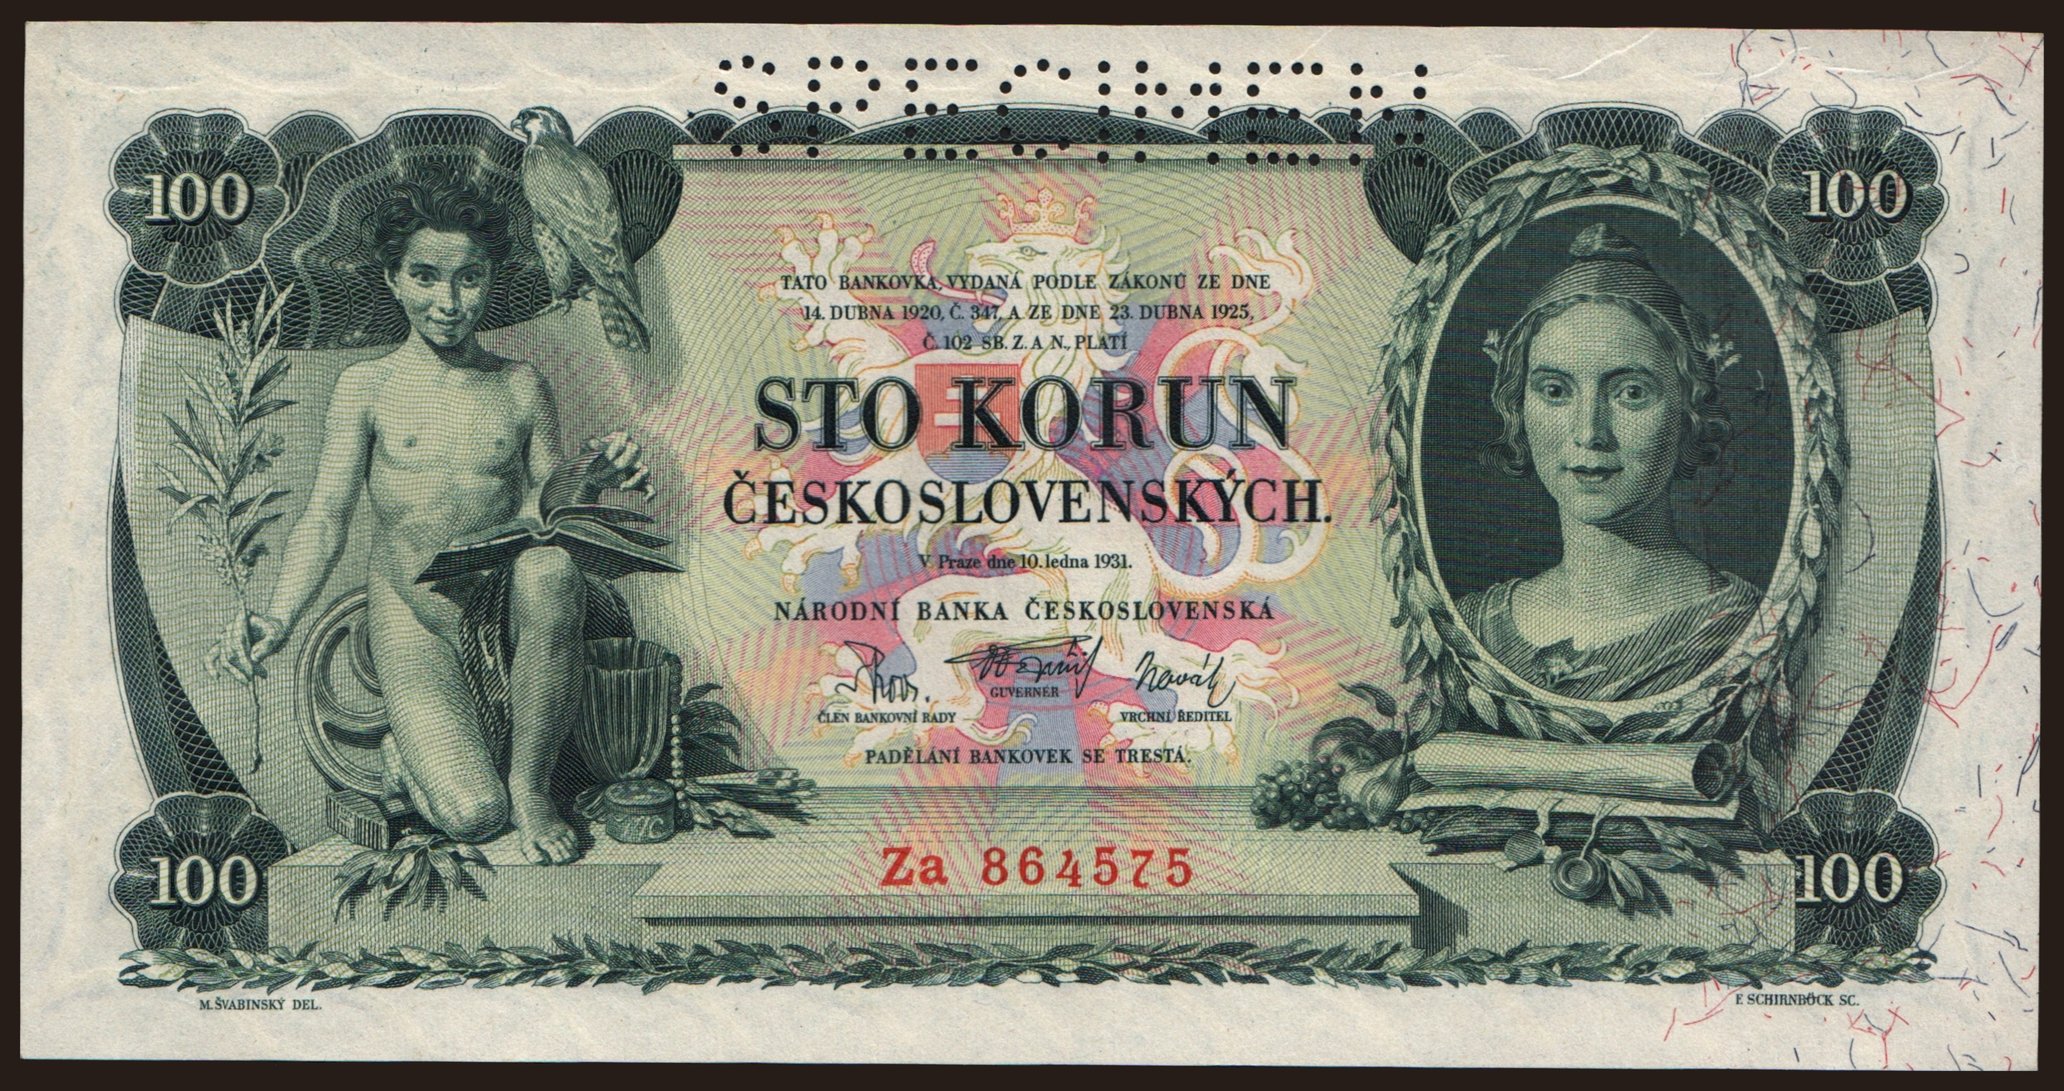 SPECIMEN
100
100
TATO BANKOVKA, VYDANÁ PODLE ZÁKONŮ ZE DNE
14. DUBNA 1920, Č. 347, A ZE DNE 23. DUBNA 1925,
Č. 102 SB. Z. A N., PLATÍ
STO KORUN
ČESKOSLOVENSKÝCH.
V Praze dne 10. ledna 1931.
NÁRODNÍ BANKA ČESKOSLOVENSKÁ
GUVERNÉR
ČLEN BANKOVNÍ RADY
VRCHNÍ ŘEDITEL
PADĚLÁNÍ BANKOVEK SE TRESTÁ.
Za 864575
100
100
M. ŠVABINSKÝ DEL.
F. SCHIRNBÖCK SC.